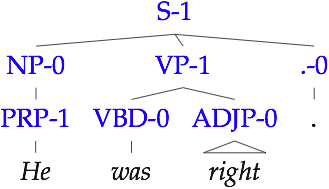 S-1
NP-0 VP-1 .-0
PRP-1 VBD-0 ADJP-0 .
He was right